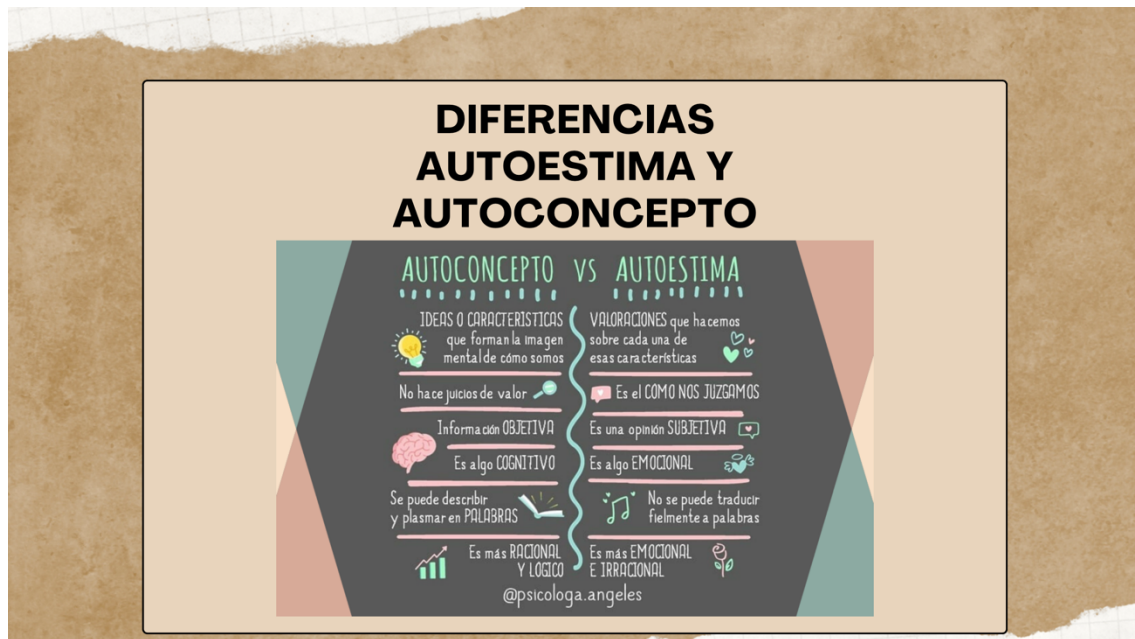 DIFERENCIAS
AUTOESTIMA Y
AUTOCONCEPTO
AUTOCONCEPTO VS AUTOESTIMA
IDEAS O CARACTERÍSTICAS
que forman la imagen
mental de cómo somos
VALORACIONES que hacemos
sobre cada una de
esas características
No hace juicios de valor
Es el CÓMO NOS JUZGAMOS
Información OBJETIVA
Es una opinión SUBJETIVA
Es algo COGNITIVO
Es algo EMOCIONAL
Se puede describir
y plasmar en PALABRAS
No se puede traducir
fielmente a palabras
Es más RACIONAL
Y LÓGICO
Es más EMOCIONAL
E IRRACIONAL
@psicologa.angeles